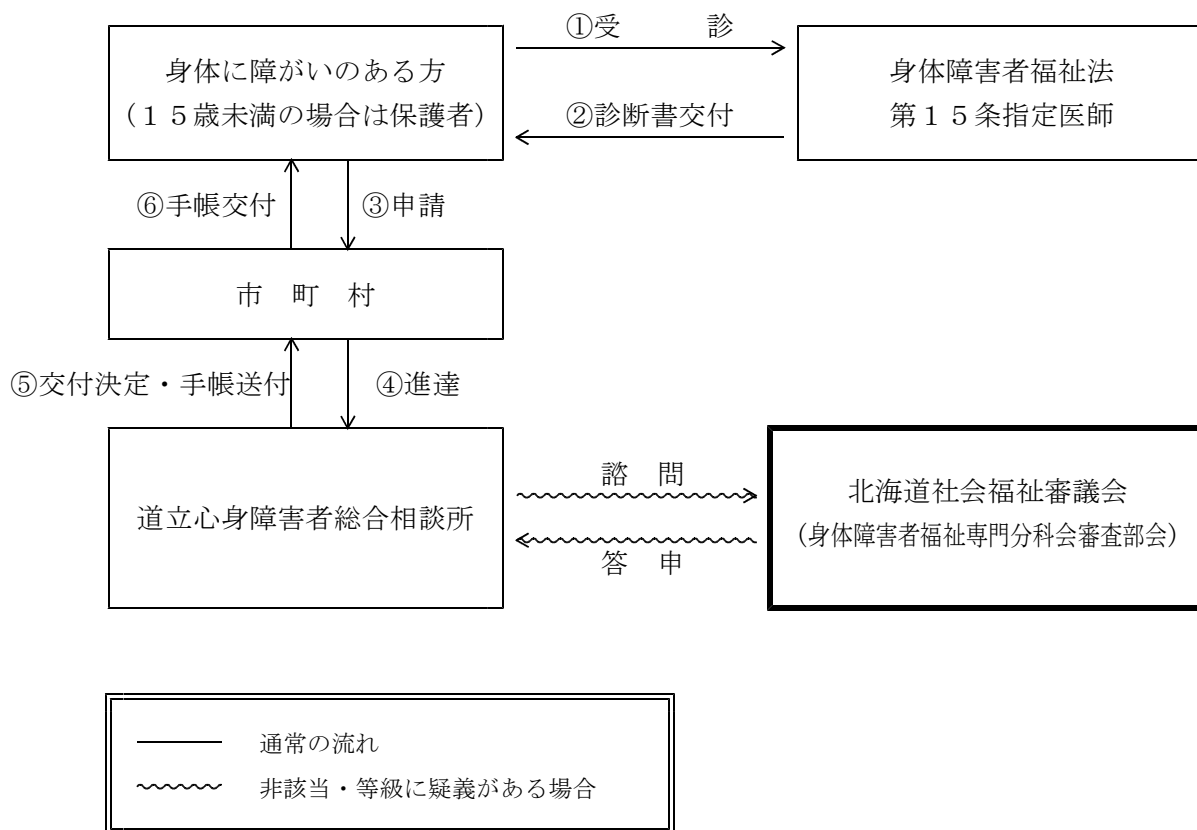 ①受　　診
身体に障がいのある方
(１５歳未満の場合は保護者)
身体障害者福祉法
第１５条指定医師
②診断書交付
⑥手帳交付
③申請
市　町　村
⑤交付決定・手帳送付
④進達
道立心身障害者総合相談所
諮　問
答　申
北海道社会福祉審議会
(身体障害者福祉専門分科会審査部会)
通常の流れ
非該当・等級に疑義がある場合